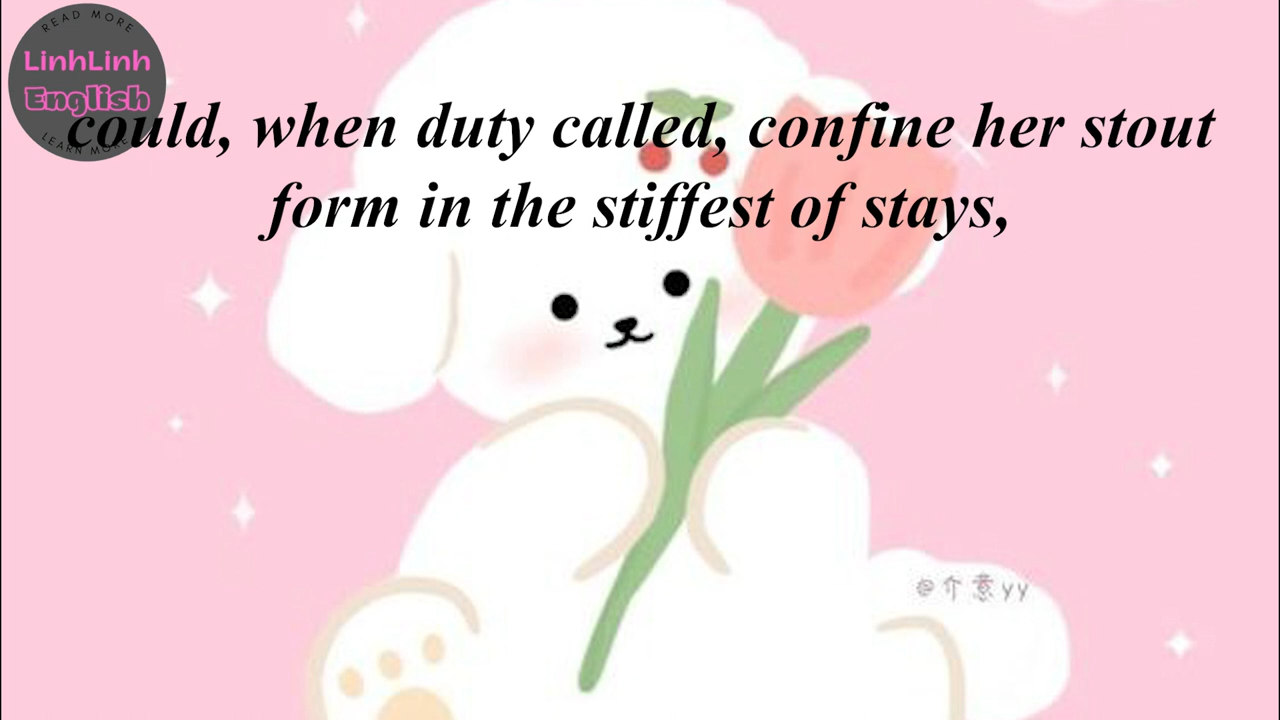 READ MORE
LinhLinh
English
LEARN MORE
could, when duty called, confine her stout
form in the stiffest of stays,
@介意yy